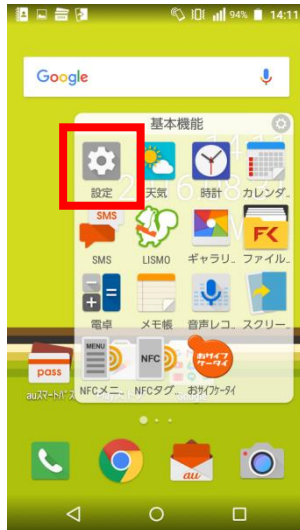 94% 14:11
Google
基本機能
設定 天気 時計 カレンダ..
SMS
SMS LISMO ギャラリ.. ファイル..
電卓 メモ帳 音声レコ.. スクリー..
MENU NFC おサイフケータイ
NFCメニ.. NFCタグ.. おサイフケータイ
pass
auスマートパス
au